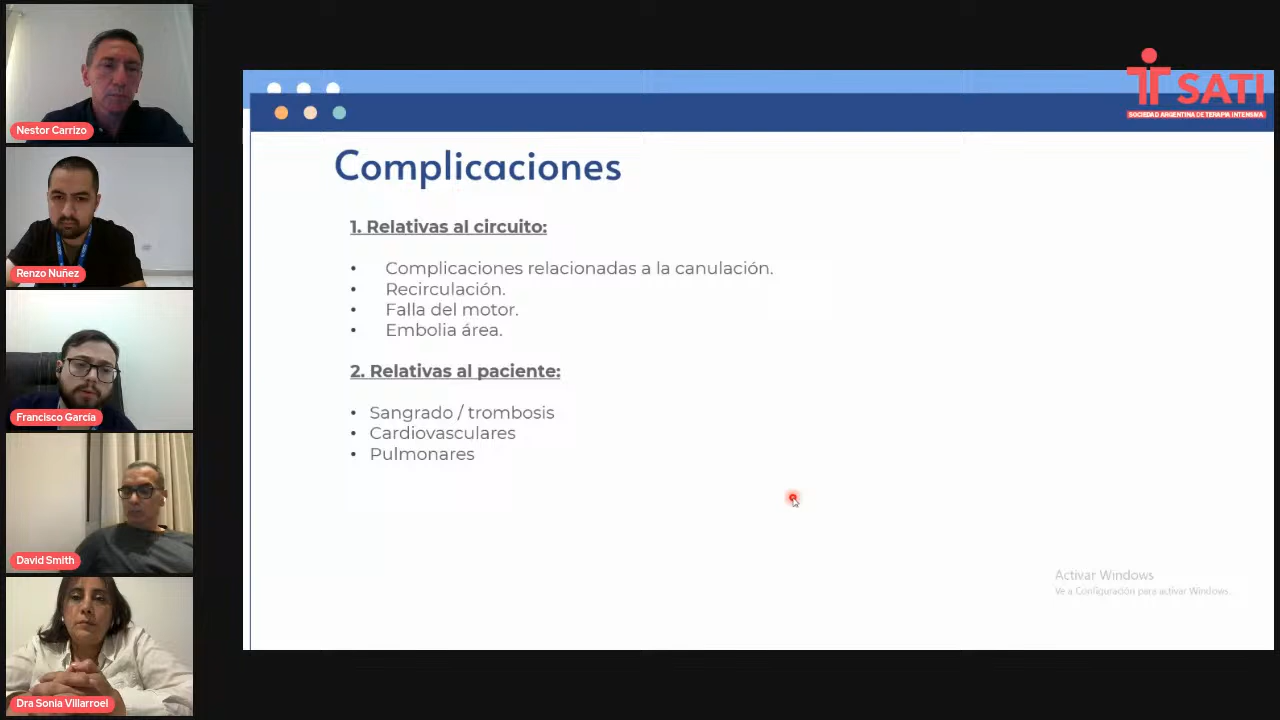 Nestor Carrizo
Renzo Nuñez
Francisco García
David Smith
Dra Sonia Villarroel
SATI
SOCIEDAD ARGENTINA DE TERAPIA INTENSIVA
Complicaciones
1. Relativas al circuito:
• Complicaciones relacionadas a la canulación.
• Recirculación.
• Falla del motor.
• Embolia área.
2. Relativas al paciente:
• Sangrado / trombosis
• Cardiovasculares
• Pulmonares
Activar Windows
Ve a Configuración para activar Windows.